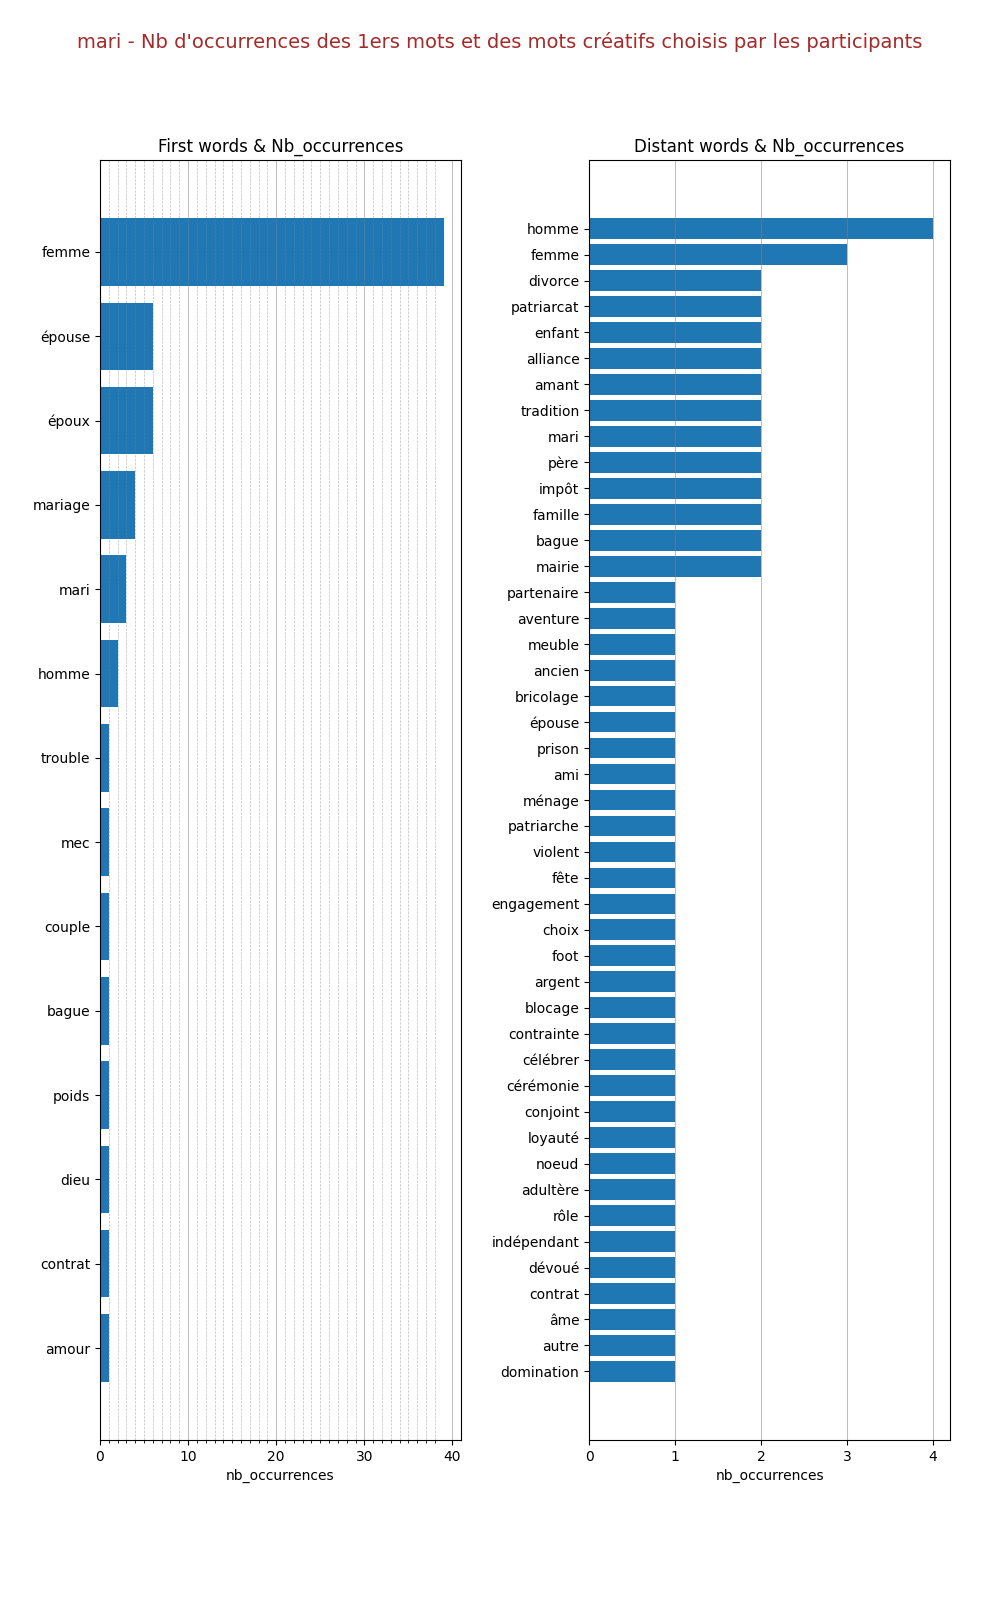 mari - Nb d'occurrences des 1ers mots et des mots créatifs choisis par les participants
First words & Nb_occurrences
femme
épouse
époux
mariage
mari
homme
trouble
mec
couple
bague
poids
dieu
contrat
amour
0 10 20 30 40
nb_occurrences
Distant words & Nb_occurrences
homme
femme
divorce
patriarcat
enfant
alliance
amant
tradition
mari
père
impôt
famille
bague
mairie
partenaire
aventure
meuble
ancien
bricolage
épouse
prison
ami
ménage
patriarche
violent
fête
engagement
choix
foot
argent
blocage
contrainte
célébrer
cérémonie
conjoint
loyauté
noeud
adultère
rôle
indépendant
dévoué
contrat
âme
autre
domination
0 1 2 3 4
nb_occurrences